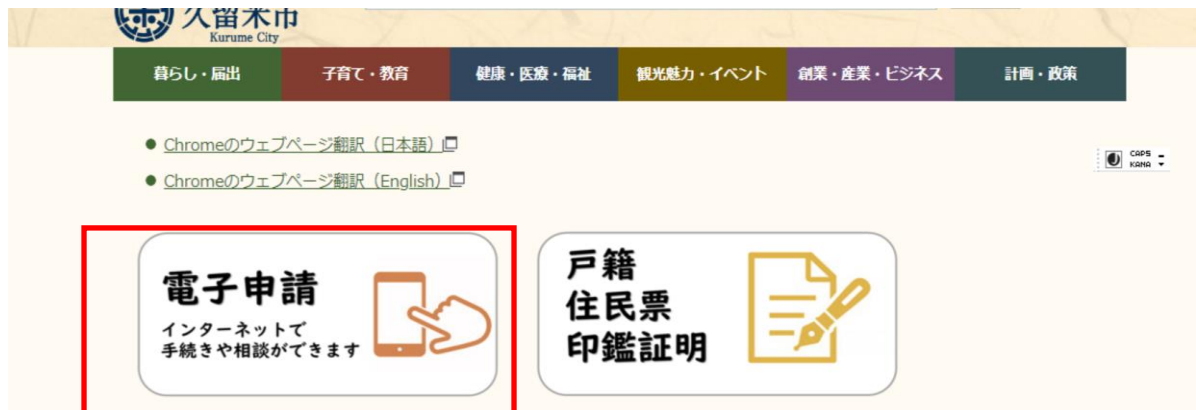 久留米市
Kurume City
暮らし・届出
子育て・教育
健康・医療・福祉
観光魅力・イベント
創業・産業・ビジネス
計画・政策
Chromeのウェブページ翻訳（日本語）
Chromeのウェブページ翻訳（English）
CAPS
KANA
電子申請
インターネットで
手続きや相談ができます
戸籍
住民票
印鑑証明